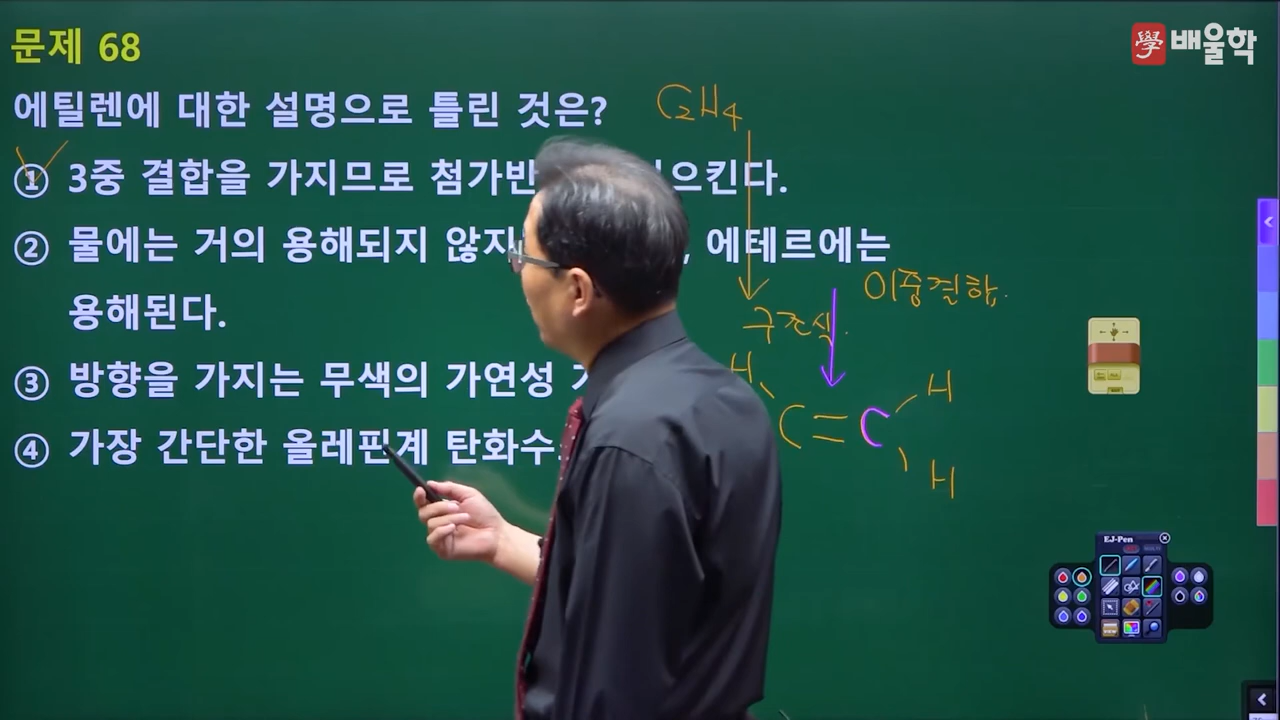 문제 68
學 배울학
에틸렌에 대한 설명으로 틀린 것은?
C2H4
① 3중 결합을 가지므로 첨가반 으킨다.
② 물에는 거의 용해되지 않지 , 에테르에는
용해된다.
이중결합.
구조식.
③ 방향을 가지는 무색의 가연성
④ 가장 간단한 올레핀계 탄화수
H
C=C
H
H
EJ-Pen